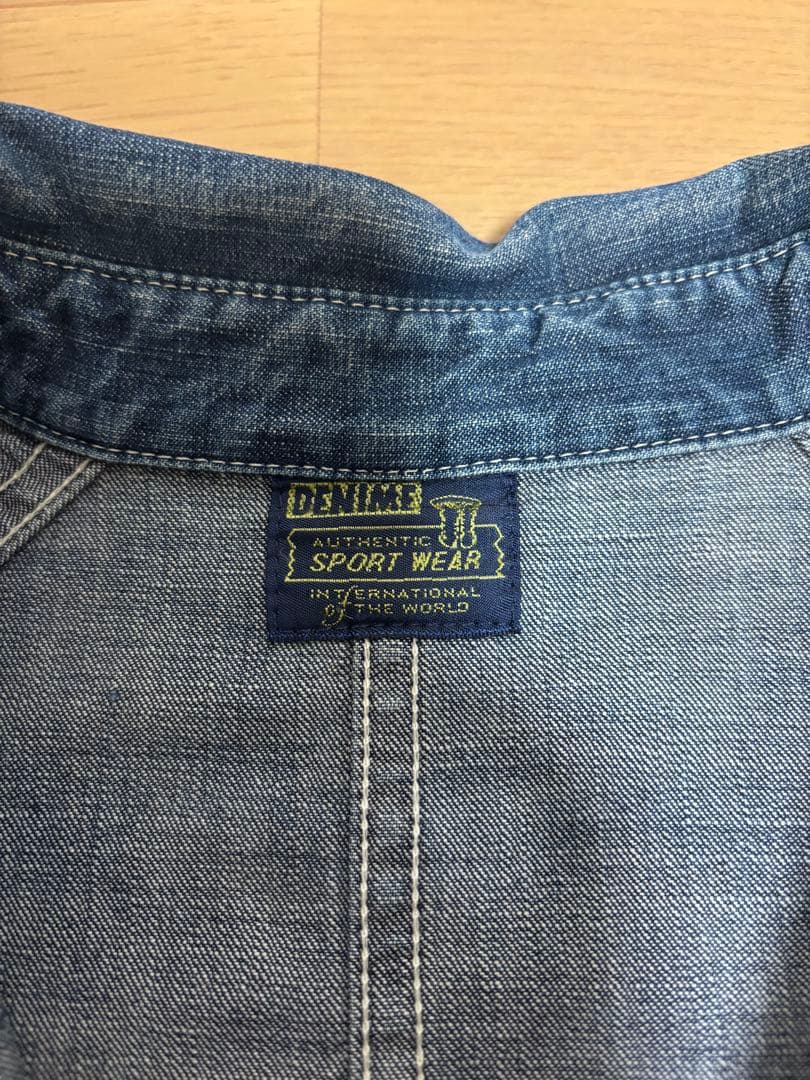 DENIME
AUTHENTIC
SPORT WEAR
INTERNATIONAL
of THE WORLD